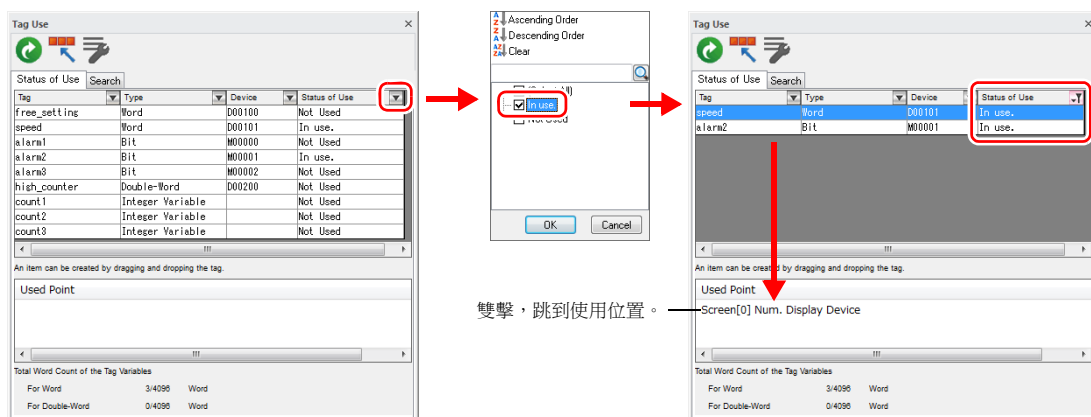 Tag Use
Status of Use Search
Tag Type Device Status of Use
free_setting Word D00100 Not Used
speed Word D00101 In use.
alarm1 Bit M00000 Not Used
alarm2 Bit M00001 In use.
alarm3 Bit M00002 Not Used
high_counter Double-Word D00200 Not Used
count1 Integer Variable Not Used
count2 Integer Variable Not Used
count3 Integer Variable Not Used
An item can be created by dragging and dropping the tag.
Used Point
Total Word Count of the Tag Variables
For Word 3/4096 Word
For Double-Word 0/4096 Word
Ascending Order
Descending Order
Clear
In use.
Not Used
OK Cancel
Tag Use
Status of Use Search
Tag Type Device Status of Use
speed Word D00101 In use.
alarm2 Bit M00001 In use.
An item can be created by dragging and dropping the tag.
Used Point
雙擊，跳到使用位置。
Screen[0] Num. Display Device
Total Word Count of the Tag Variables
For Word 3/4096 Word
For Double-Word 0/4096 Word